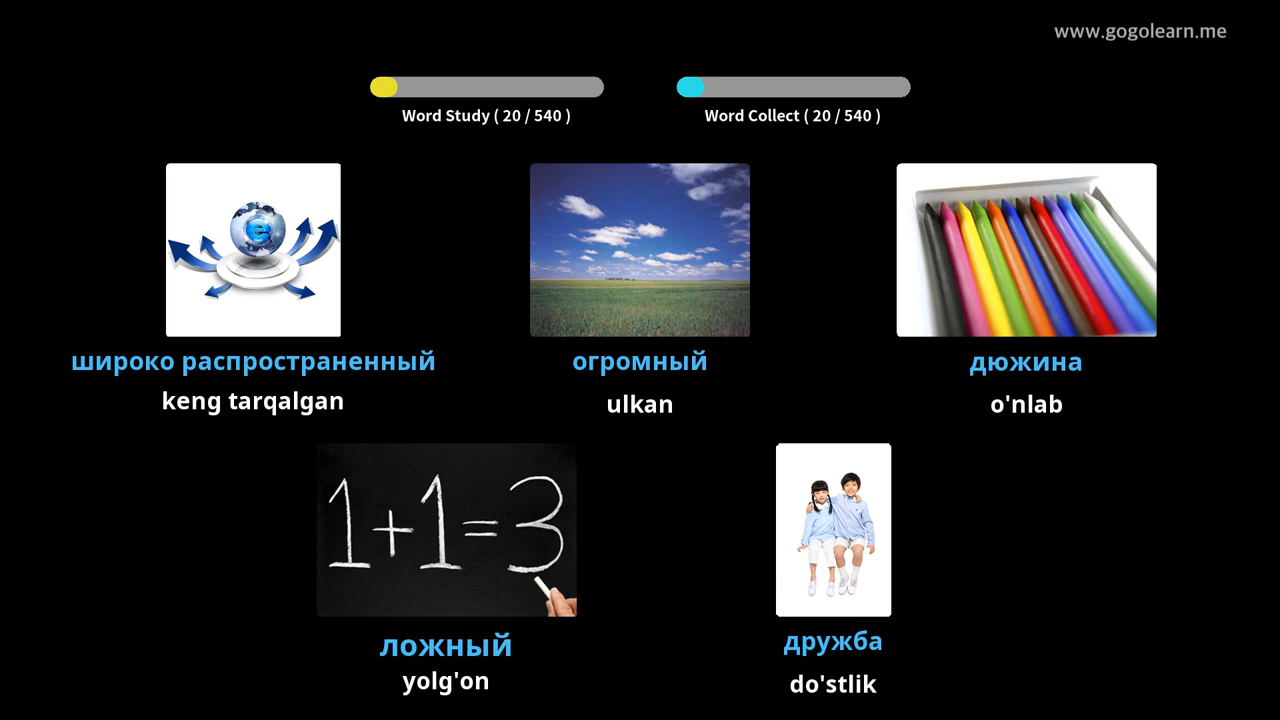 www.gogolearn.me
Word Study ( 20 / 540 )
Word Collect ( 20 / 540 )
широко распространенный
огромный
дюжина
keng tarqalgan
ulkan
o'nlab
1+1=3
ложный
дружба
yolg'on
do'stlik